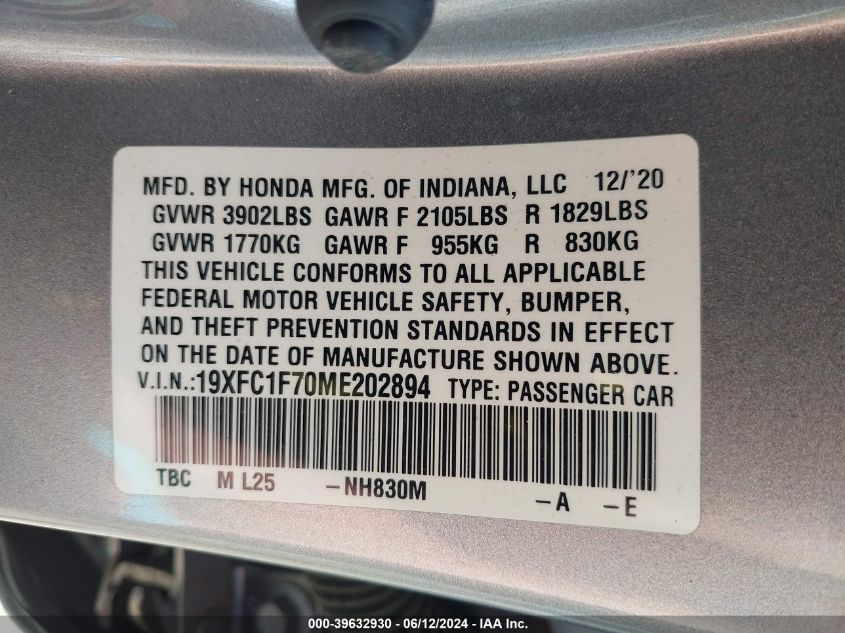 MFD. BY HONDA MFG. OF INDIANA, LLC 12/'20
GVWR 3902LBS GAWR F 2105LBS R 1829LBS
GVWR 1770KG GAWR F 955KG R 830KG
THIS VEHICLE CONFORMS TO ALL APPLICABLE
FEDERAL MOTOR VEHICLE SAFETY, BUMPER,
AND THEFT PREVENTION STANDARDS IN EFFECT
ON THE DATE OF MANUFACTURE SHOWN ABOVE.
V.I.N.:19XFC1F70ME202894 TYPE: PASSENGER CAR
TBC M L25 -NH830M -A -E
000-39632930 - 06/12/2024 - IAA Inc.